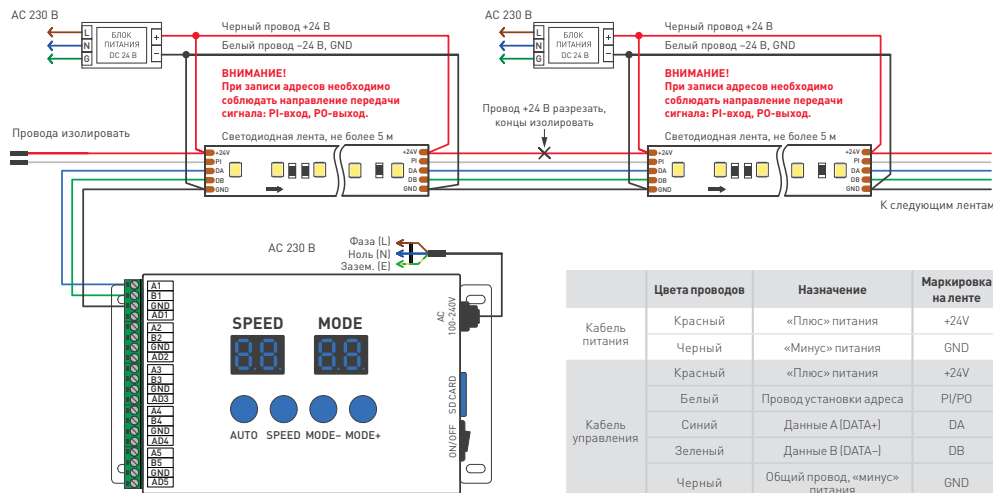 AC 230 В
L
N
G
БЛОК
ПИТАНИЯ
DC 24 В
+
−
Черный провод +24 В
Белый провод –24 В, GND
ВНИМАНИЕ!
При записи адресов необходимо
соблюдать направление передачи
сигнала: PI-вход, PO-выход.
Светодиодная лента, не более 5 м
Провода изолировать
+24V
PI
DA
DB
GND
+24V
PI
DA
DB
GND
Провод +24 В разрезать,
концы изолировать
AC 230 В
L
N
G
БЛОК
ПИТАНИЯ
DC 24 В
+
−
Черный провод +24 В
Белый провод –24 В, GND
ВНИМАНИЕ!
При записи адресов необходимо
соблюдать направление передачи
сигнала: PI-вход, PO-выход.
Светодиодная лента, не более 5 м
+24V
PI
DA
DB
GND
+24V
PI
DA
DB
GND
К следующим лентам
AC 230 В
Фаза (L)
Ноль (N)
Зазем. (E)
A1
B1
GND
AD1
A2
B2
GND
AD2
A3
B3
GND
AD3
A4
B4
GND
AD4
A5
B5
GND
AD5
SPEED MODE
88 88
AUTO SPEED MODE– MODE+
AC
100-240V
SD CARD
ON/OFF
Цвета проводов Назначение Маркировка
на ленте
Кабель
питания
Красный «Плюс» питания +24V
Черный «Минус» питания GND
Кабель
управления
Красный «Плюс» питания +24V
Белый Провод установки адреса PI/PO
Синий Данные A (DATA+) DA
Зеленый Данные B (DATA–) DB
Черный Общий провод, «минус»
питания GND